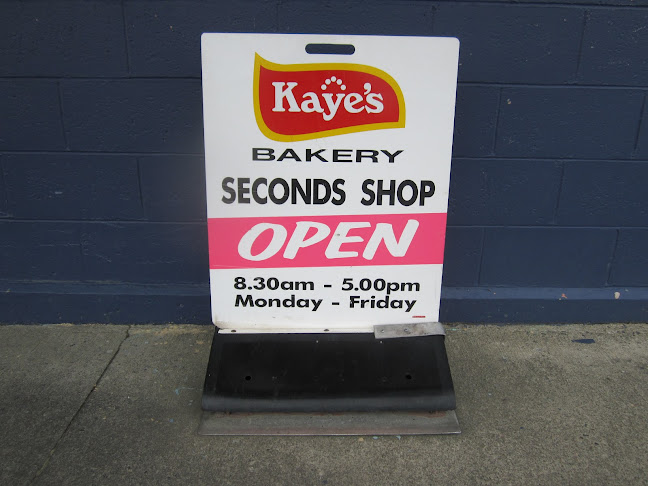 Kaye's
BAKERY
SECONDS SHOP
OPEN
8.30am - 5.00pm
Monday - Friday